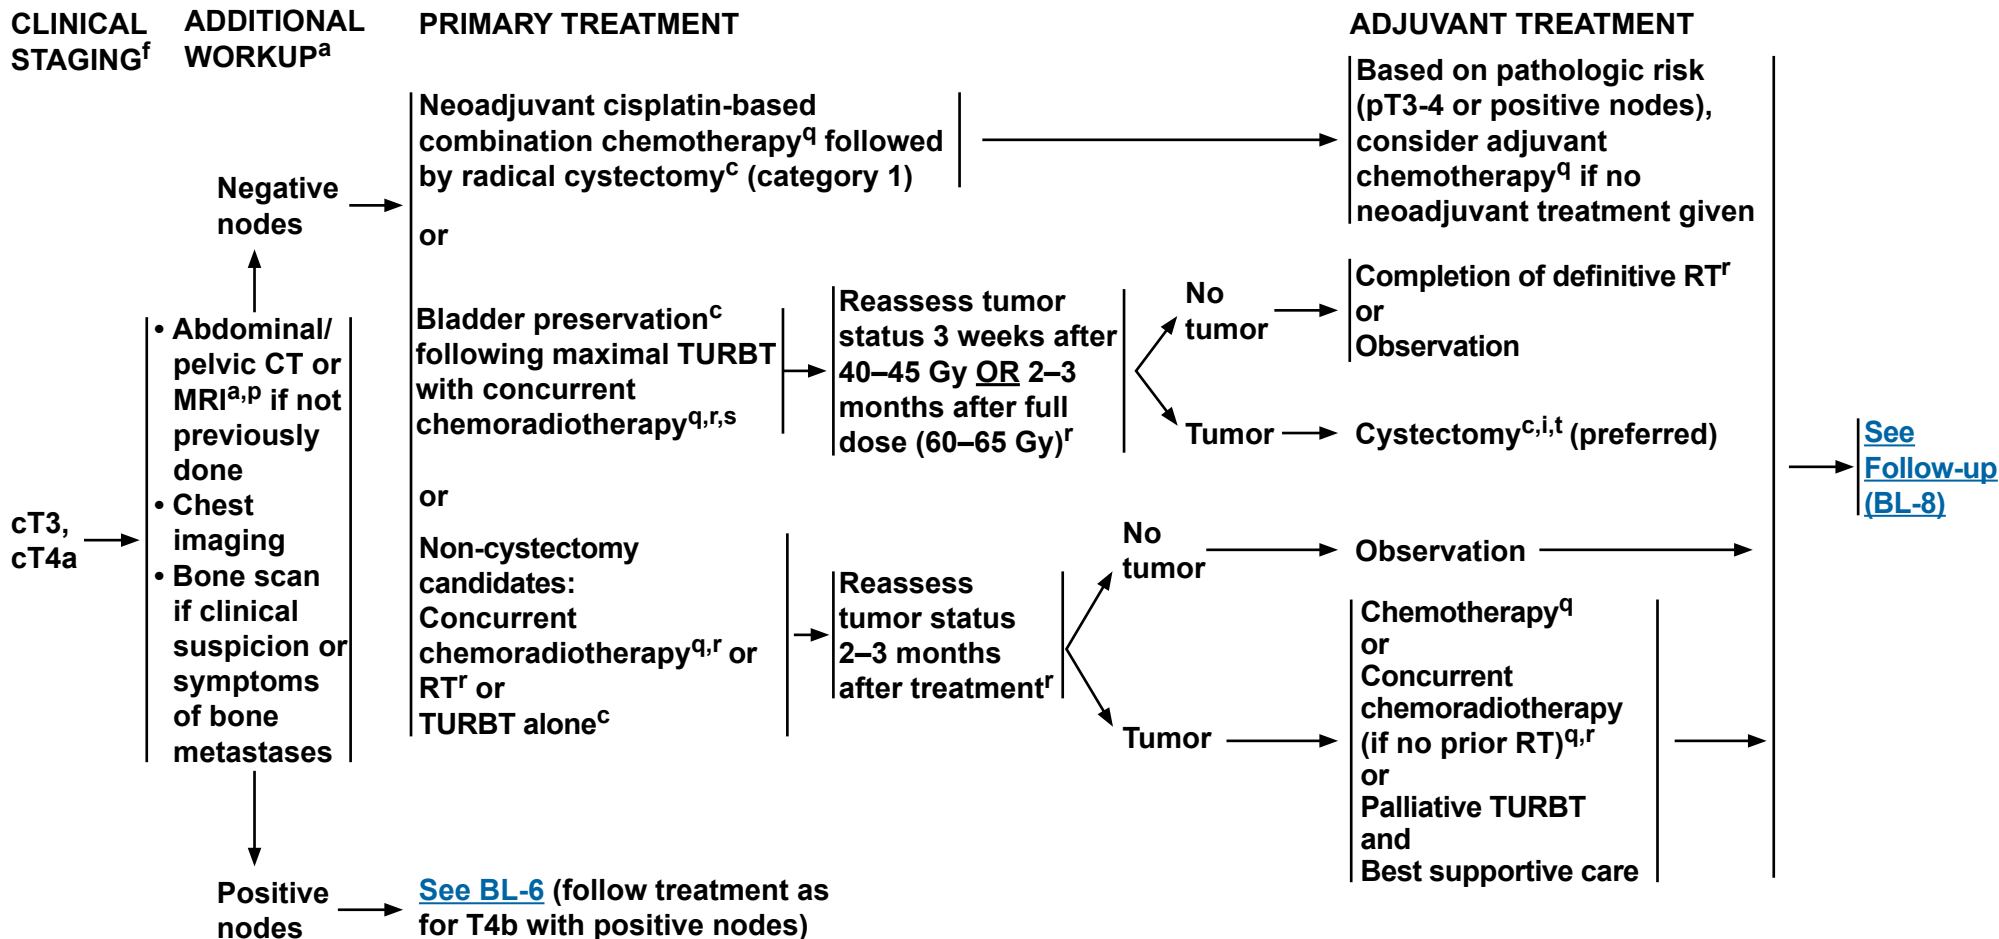 CLINICAL
STAGINGf
ADDITIONAL
WORKUPa
PRIMARY TREATMENT
ADJUVANT TREATMENT
cT3,
cT4a
• Abdominal/
pelvic CT or
MRIa,p if not
previously
done
• Chest
imaging
• Bone scan
if clinical
suspicion or
symptoms
of bone
metastases
Negative
nodes
Neoadjuvant cisplatin-based
combination chemotherapyq followed
by radical cystectomyc (category 1)
Based on pathologic risk
(pT3-4 or positive nodes),
consider adjuvant
chemotherapyq if no
neoadjuvant treatment given
or
Bladder preservationc
following maximal TURBT
with concurrent
chemoradiotherapyq,r,s
Reassess tumor
status 3 weeks after
40–45 Gy OR 2–3
months after full
dose (60–65 Gy)r
No
tumor
Completion of definitive RTr
or
Observation
Tumor
Cystectomyc,i,t (preferred)
or
Non-cystectomy
candidates:
Concurrent
chemoradiotherapyq,r or
RTr or
TURBT alonec
Reassess
tumor status
2–3 months
after treatmentr
No
tumor
Observation
Tumor
Chemotherapyq
or
Concurrent
chemoradiotherapy
(if no prior RT)q,r
or
Palliative TURBT
and
Best supportive care
See
Follow-up
(BL-8)
Positive
nodes
See BL-6 (follow treatment as
for T4b with positive nodes)